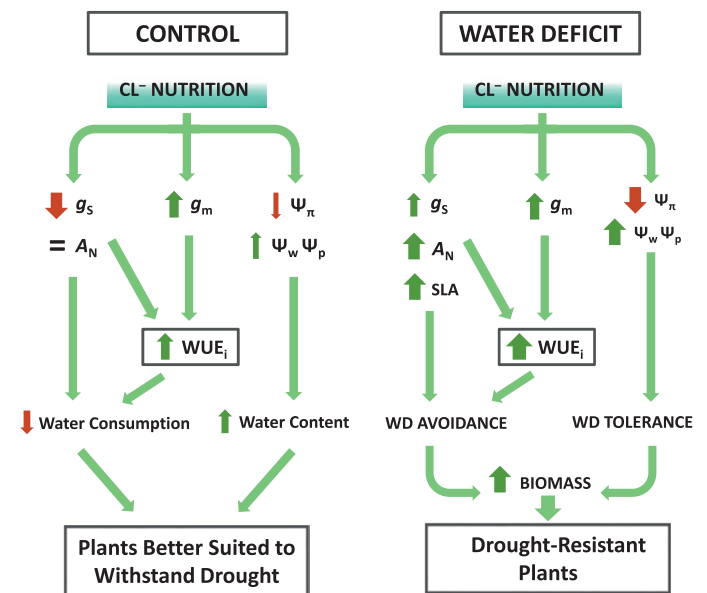 CONTROL
CL⁻ NUTRITION
gS
gm
Ψπ
= AN
Ψw Ψp
WUEi
Water Consumption
Water Content
Plants Better Suited to
Withstand Drought
WATER DEFICIT
CL⁻ NUTRITION
gS
gm
Ψπ
AN
Ψw Ψp
SLA
WUEi
WD AVOIDANCE
WD TOLERANCE
BIOMASS
Drought-Resistant
Plants